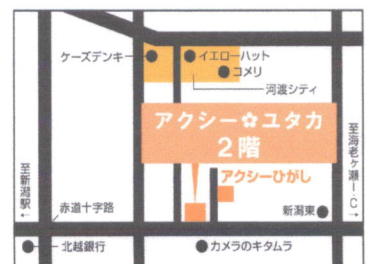 ケーズデンキ
イエローハット
コメリ
河渡シティ
アクシー✿ユタカ
2階
アクシーひがし
至新潟駅
↓
至海老ヶ瀬I.C
↓
赤道十字路
新潟東
北越銀行
カメラのキタムラ